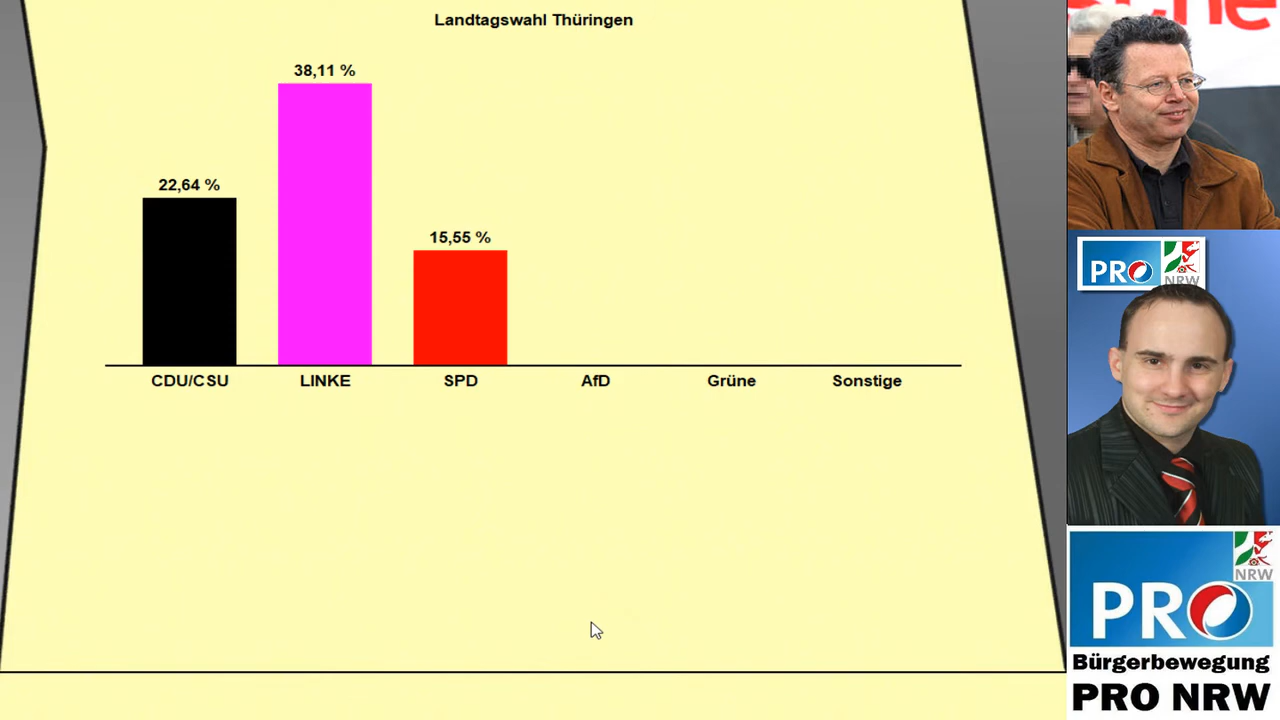 Landtagswahl Thüringen
38,11 %
22,64 %
15,55 %
CDU/CSU
LINKE
SPD
AfD
Grüne
Sonstige
che
PRO
NRW
NRW
PRO
Bürgerbewegung
PRO NRW